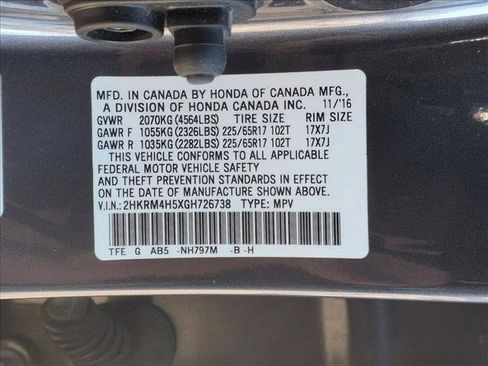 MFD. IN CANADA BY HONDA OF CANADA MFG.,
A DIVISION OF HONDA CANADA INC. 11/16
GVWR 2070KG (4564LBS) TIRE SIZE RIM SIZE
GAWR F 1055KG (2326LBS) 225/65R17 102T 17X7J
GAWR R 1035KG (2282LBS) 225/65R17 102T 17X7J
THIS VEHICLE CONFORMS TO ALL APPLICABLE
FEDERAL MOTOR VEHICLE SAFETY
AND THEFT PREVENTION STANDARDS IN EFFECT
ON THE DATE OF MANUFACTURE SHOWN ABOVE.
V.I.N.: 2HKRM4H5XGH726738 TYPE: MPV
TFE G AB5 -NH797M -B -H